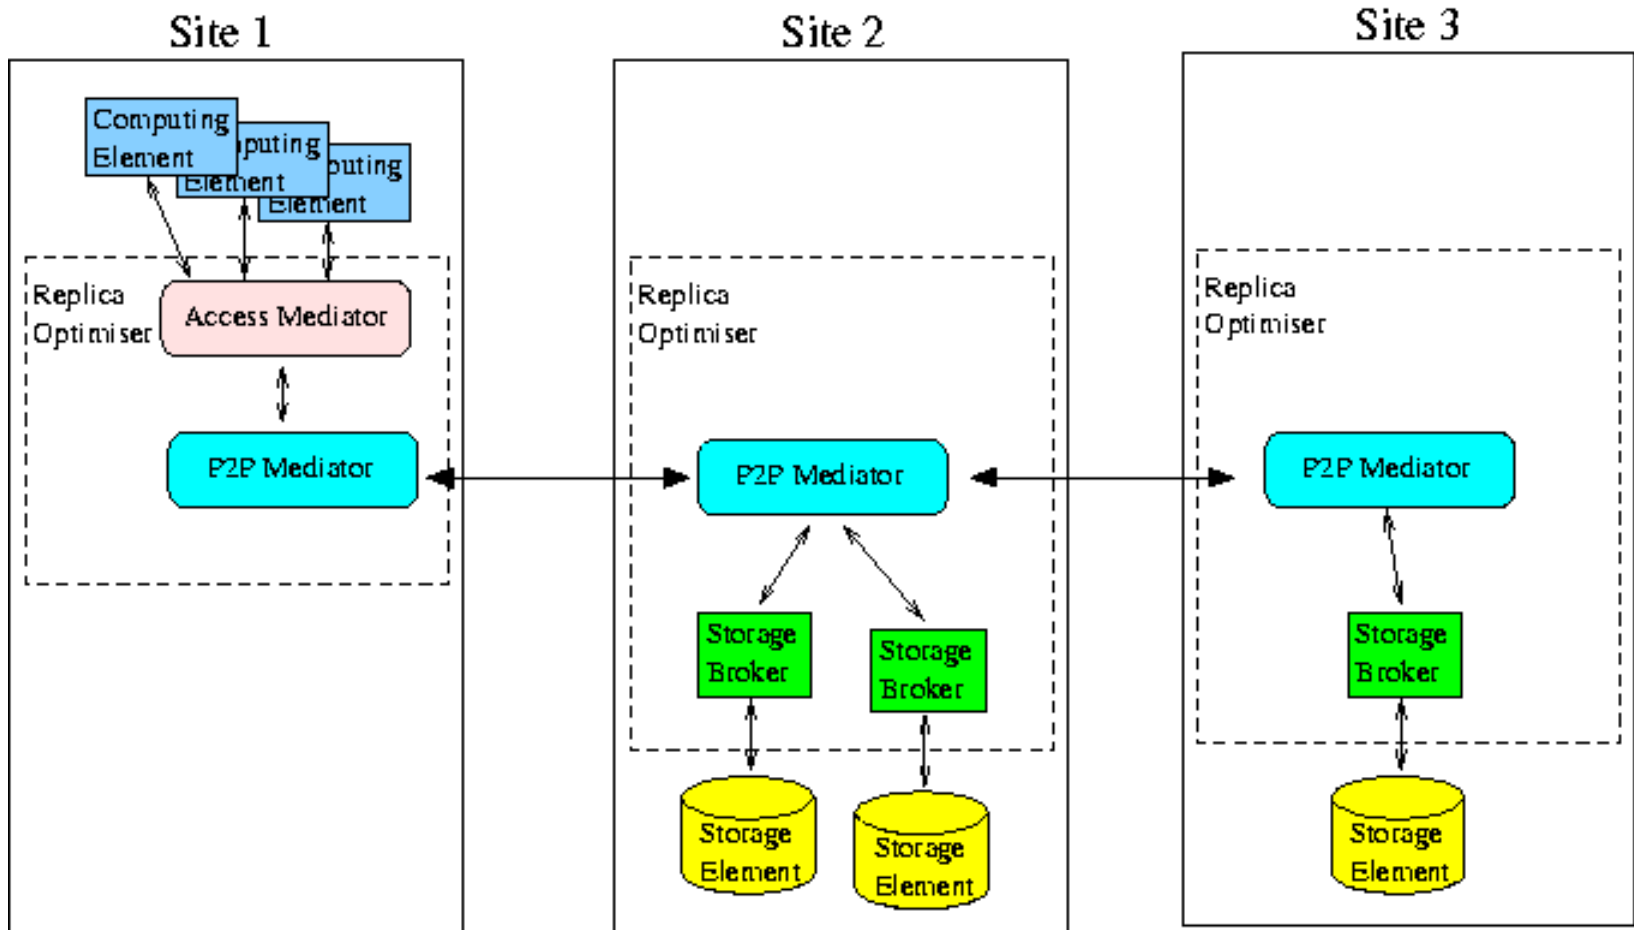 Site 1
Site 2
Site 3
Computing
Element
puting
Element
puting
Element
Replica
Optimiser
Access Mediator
P2P Mediator
Replica
Optimiser
P2P Mediator
Storage
Broker
Storage
Broker
Storage
Element
Storage
Element
Replica
Optimiser
P2P Mediator
Storage
Broker
Storage
Element